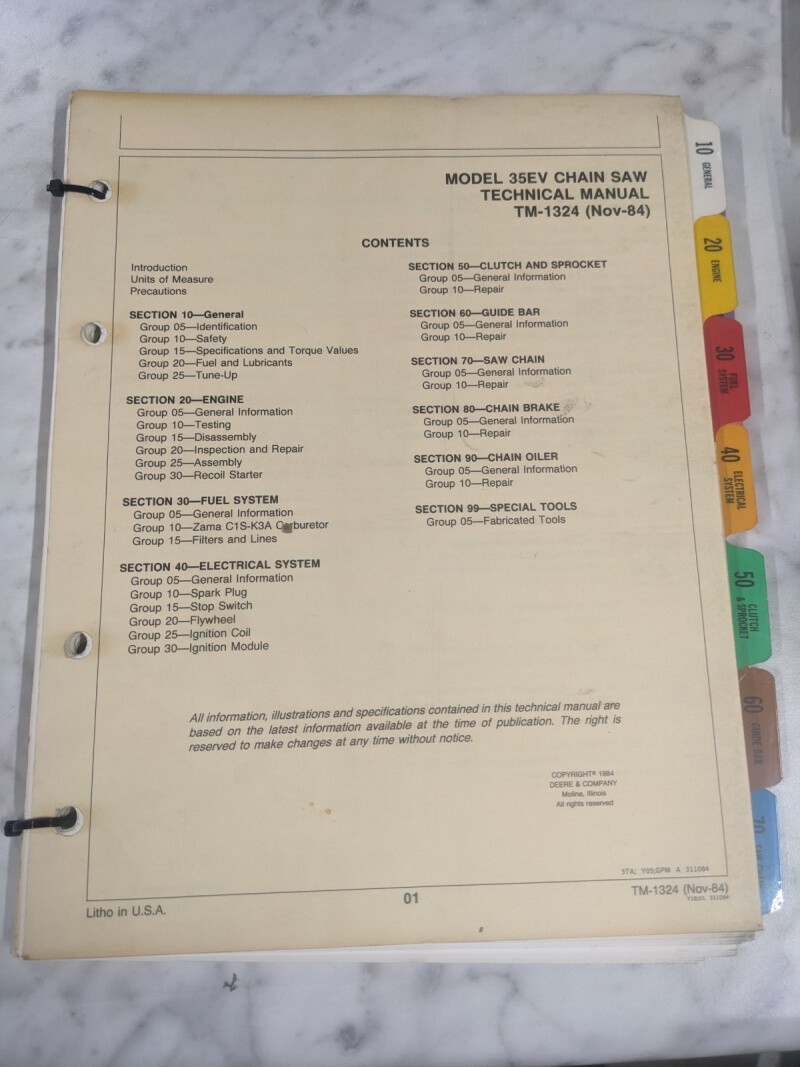 MODEL 35EV CHAIN SAW
TECHNICAL MANUAL
TM-1324 (Nov-84)
CONTENTS
Introduction
Units of Measure
Precautions
SECTION 10—General
Group 05—Identification
Group 10—Safety
Group 15—Specifications and Torque Values
Group 20—Fuel and Lubricants
Group 25—Tune-Up
SECTION 20—ENGINE
Group 05—General Information
Group 10—Testing
Group 15—Disassembly
Group 20—Inspection and Repair
Group 25—Assembly
Group 30—Recoil Starter
SECTION 30—FUEL SYSTEM
Group 05—General Information
Group 10—Zama C1S-K3A Carburetor
Group 15—Filters and Lines
SECTION 40—ELECTRICAL SYSTEM
Group 05—General Information
Group 10—Spark Plug
Group 15—Stop Switch
Group 20—Flywheel
Group 25—Ignition Coil
Group 30—Ignition Module
SECTION 50—CLUTCH AND SPROCKET
Group 05—General Information
Group 10—Repair
SECTION 60—GUIDE BAR
Group 05—General Information
Group 10—Repair
SECTION 70—SAW CHAIN
Group 05—General Information
Group 10—Repair
SECTION 80—CHAIN BRAKE
Group 05—General Information
Group 10—Repair
SECTION 90—CHAIN OILER
Group 05—General Information
Group 10—Repair
SECTION 99—SPECIAL TOOLS
Group 05—Fabricated Tools
All information, illustrations and specifications contained in this technical manual are
based on the latest information available at the time of publication. The right is
reserved to make changes at any time without notice.
COPYRIGHT® 1984
DEERE & COMPANY
Moline, Illinois
All rights reserved
STA; Y05;GPM A 311084
Litho in U.S.A.
01
TM-1324 (Nov-84)
311084
10 GENERAL
20 ENGINE
30 FUEL
SYSTEM
40 ELECTRICAL
SYSTEM
50 CLUTCH
& SPROCKET
60 GUIDE BAR
70 SAW CHAIN